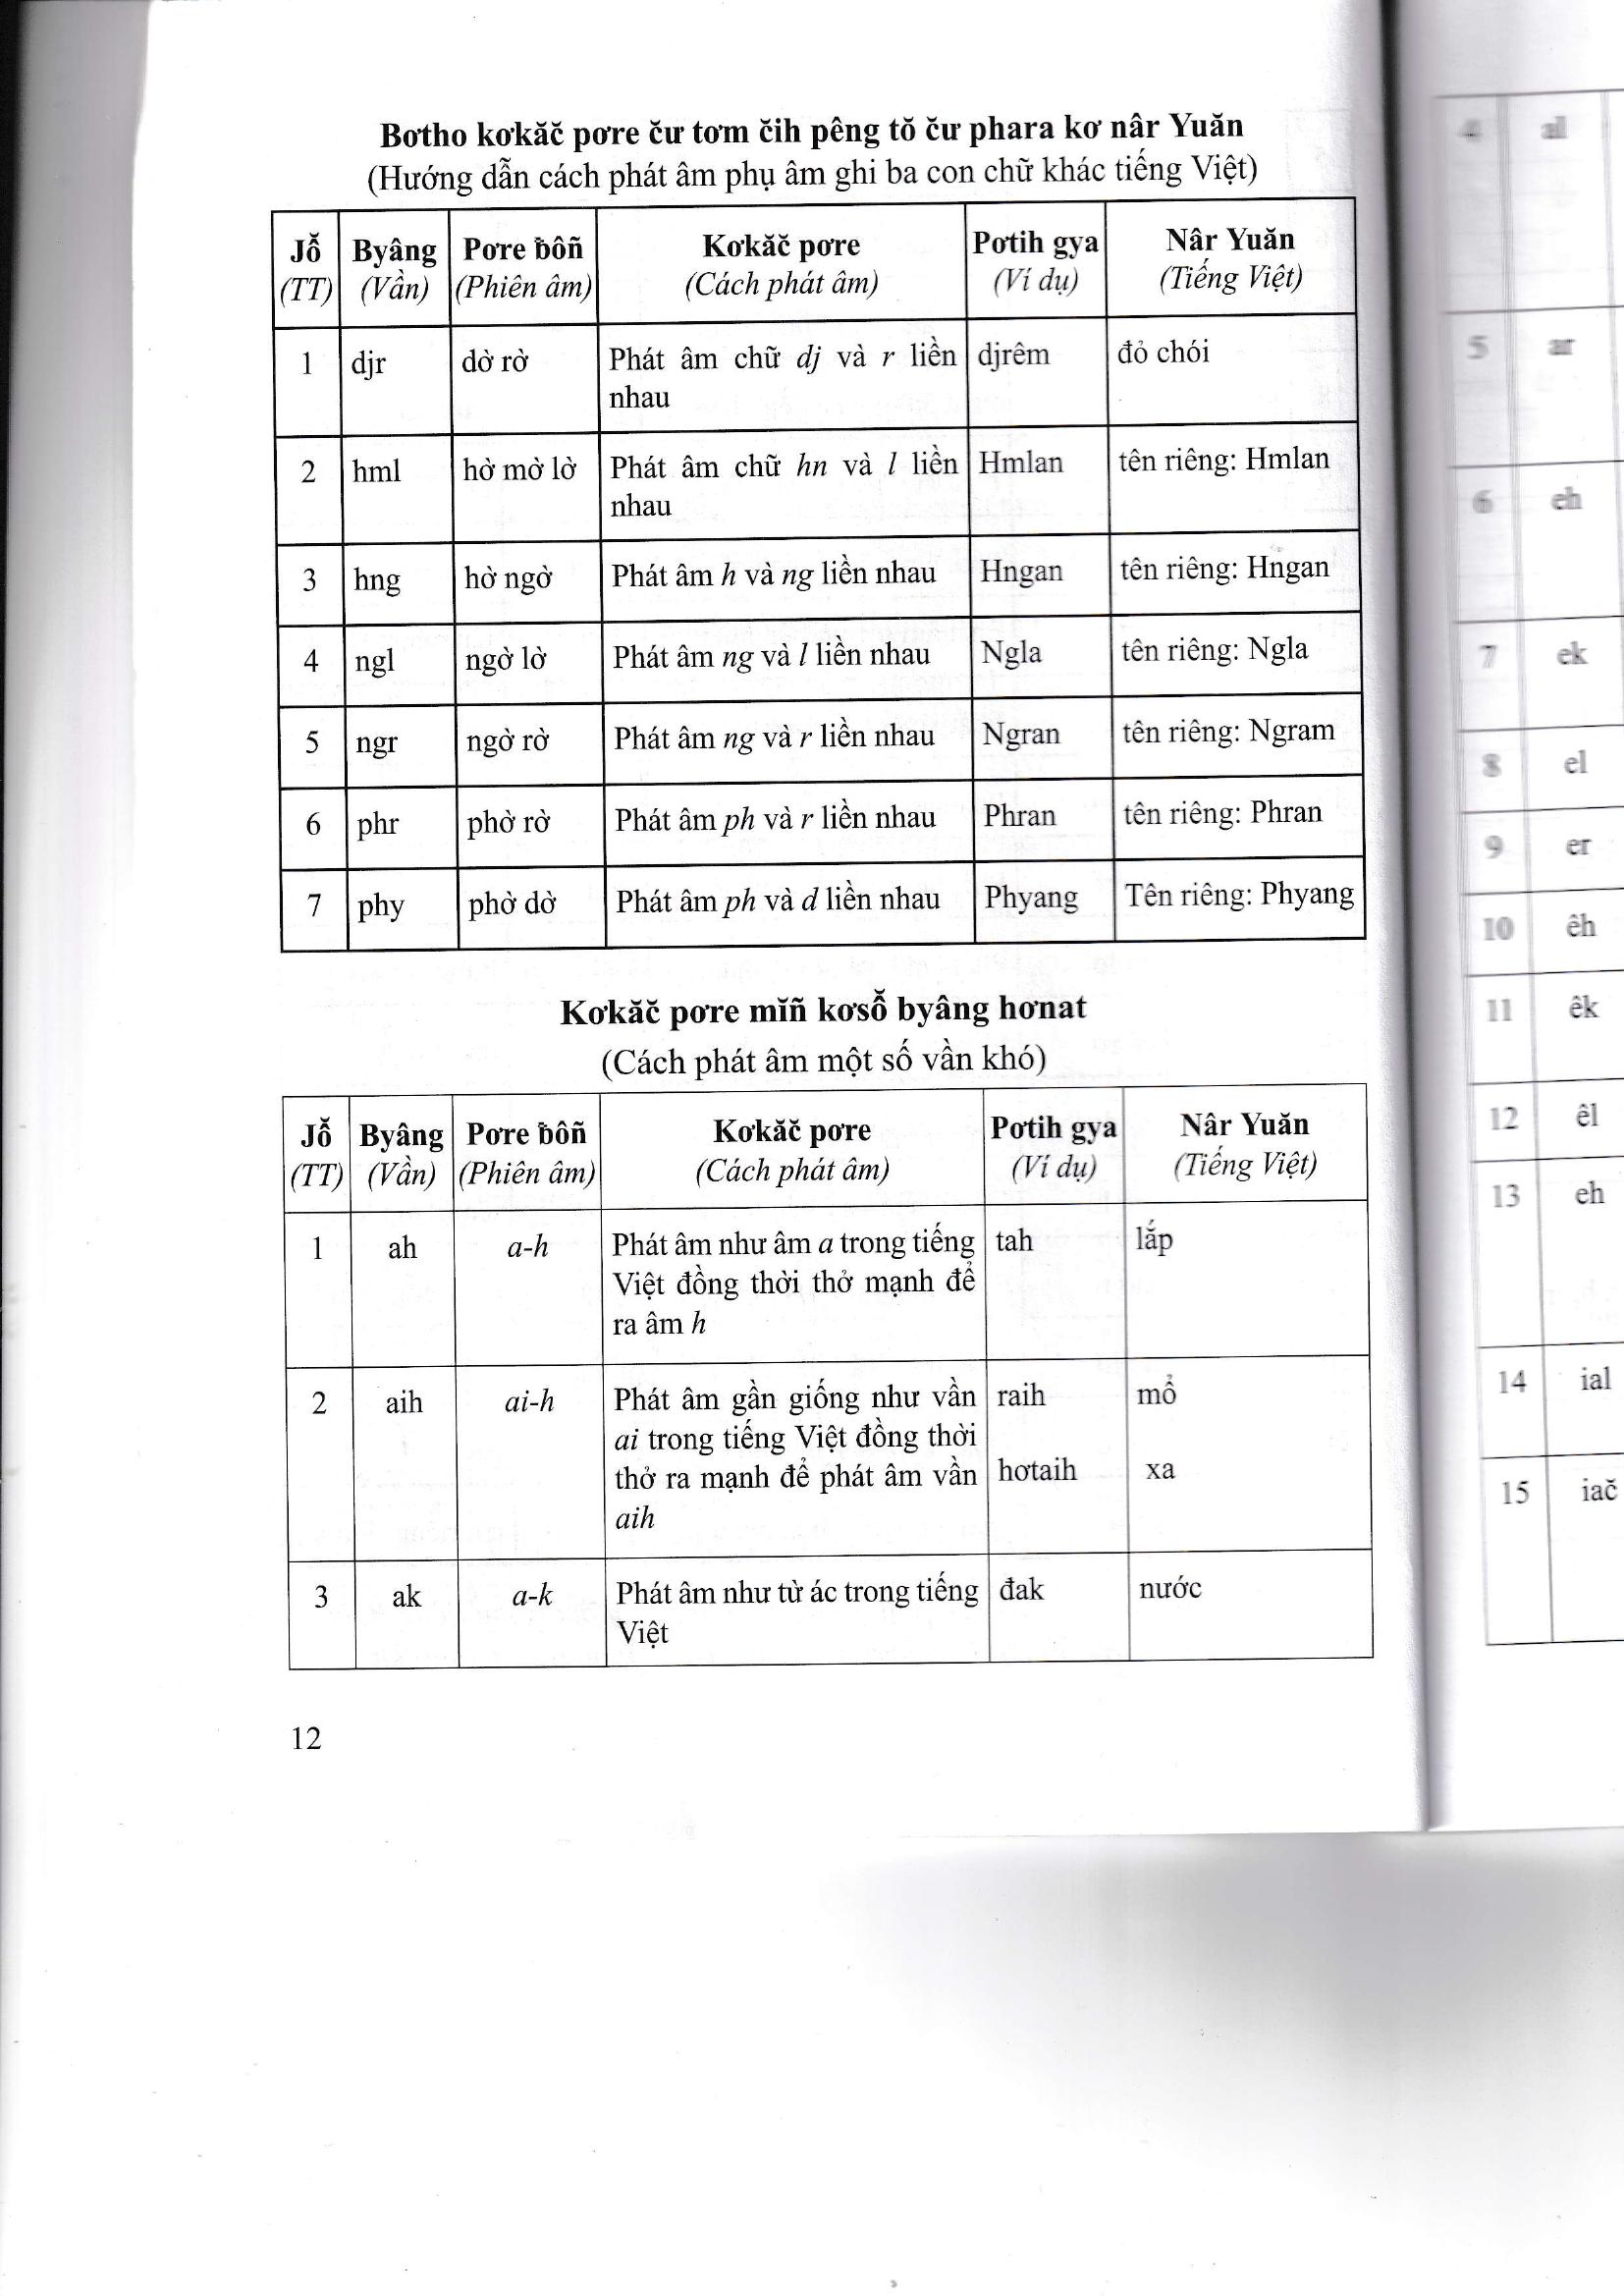 Bơtho kơkăč pơre čư tơm čih pêng tŏ čư phara kơ nâr Yuăn
(Hướng dẫn cách phát âm phụ âm ghi ba con chữ khác tiếng Việt)
Jỗ (TT) Byâng (Vần) Pơre ƀôñ (Phiên âm) Kơkăč pơre (Cách phát âm) Pơtih gya (Ví dụ) Nâr Yuăn (Tiếng Việt)
1 djr dờ rờ Phát âm chữ dj và r liền djrêm đỏ chói
nhau
2 hml hờ mờ lờ Phát âm chữ hn và l liền Hmlan tên riêng: Hmlan
nhau
3 hng hờ ngờ Phát âm h và ng liền nhau Hngan tên riêng: Hngan
4 ngl ngờ lờ Phát âm ng và l liền nhau Ngla tên riêng: Ngla
5 ngr ngờ rờ Phát âm ng và r liền nhau Ngran tên riêng: Ngram
6 phr phờ rờ Phát âm ph và r liền nhau Phran tên riêng: Phran
7 phy phờ dờ Phát âm ph và d liền nhau Phyang Tên riêng: Phyang
Kơkăč pơre mĭñ kơsỗ byâng hơnat
(Cách phát âm một số vần khó)
Jỗ (TT) Byâng (Vần) Pơre ƀôñ (Phiên âm) Kơkăč pơre (Cách phát âm) Pơtih gya (Ví dụ) Nâr Yuăn (Tiếng Việt)
1 ah a-h Phát âm như âm a trong tiếng tah lắp
Việt đồng thời thở mạnh để
ra âm h
2 aih ai-h Phát âm gần giống như vần raih mổ
ai trong tiếng Việt đồng thời
thở ra mạnh để phát âm vần hơtaih xa
aih
3 ak a-k Phát âm như từ ác trong tiếng đak nước
Việt
12
4 al
5 ar
6 eh
7 ek
8 el
9 er
10 êh
11 êk
12 êl
13 eh
14 ial
15 iač